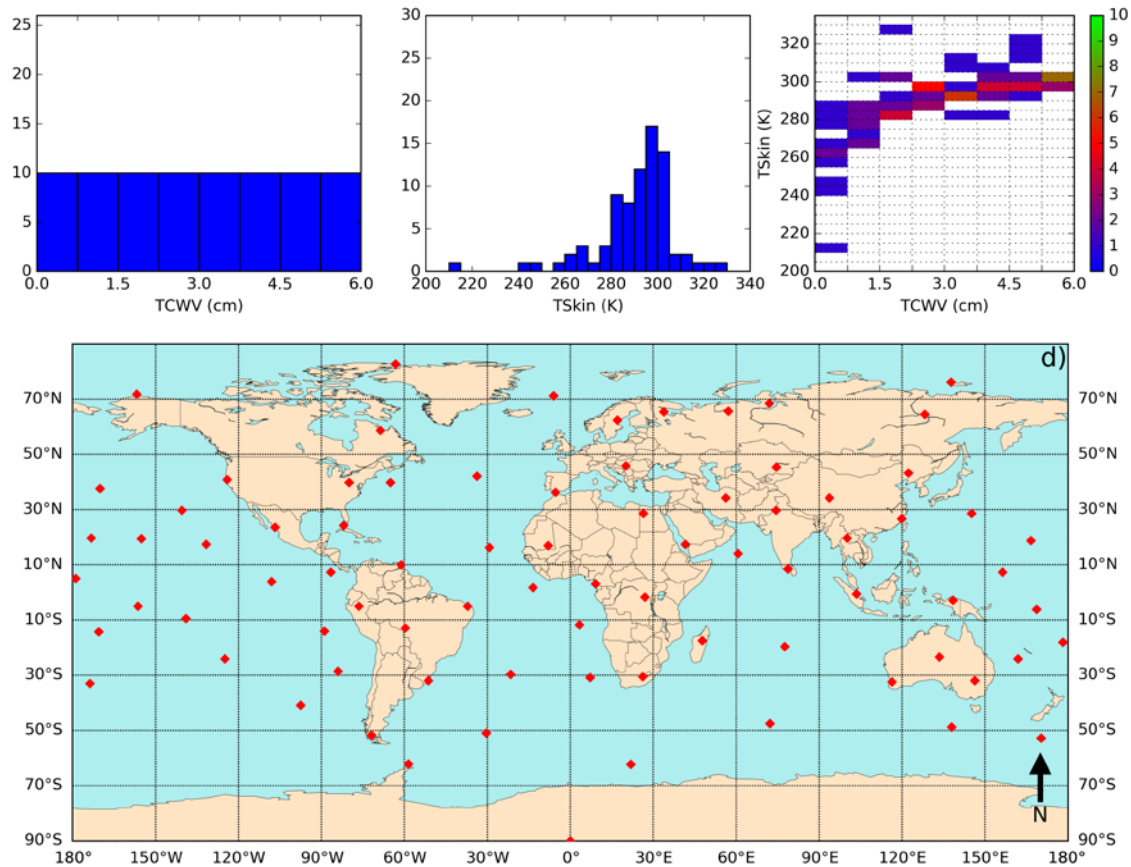 25
20
15
10
5
0
0.0 1.5 3.0 4.5 6.0
TCWV (cm)
30
25
20
15
10
5
0
200 220 240 260 280 300 320 340
TSkin (K)
TSkin (K)
320
300
280
260
240
220
200
0.0 1.5 3.0 4.5 6.0
TCWV (cm)
10
9
8
7
6
5
4
3
2
1
0
d)
70°N 70°N
50°N 50°N
30°N 30°N
10°N 10°N
10°S 10°S
30°S 30°S
50°S 50°S
70°S 70°S
N
90°S 90°S
180° 150°W 120°W 90°W 60°W 30°W 0° 30°E 60°E 90°E 120°E 150°E 180°